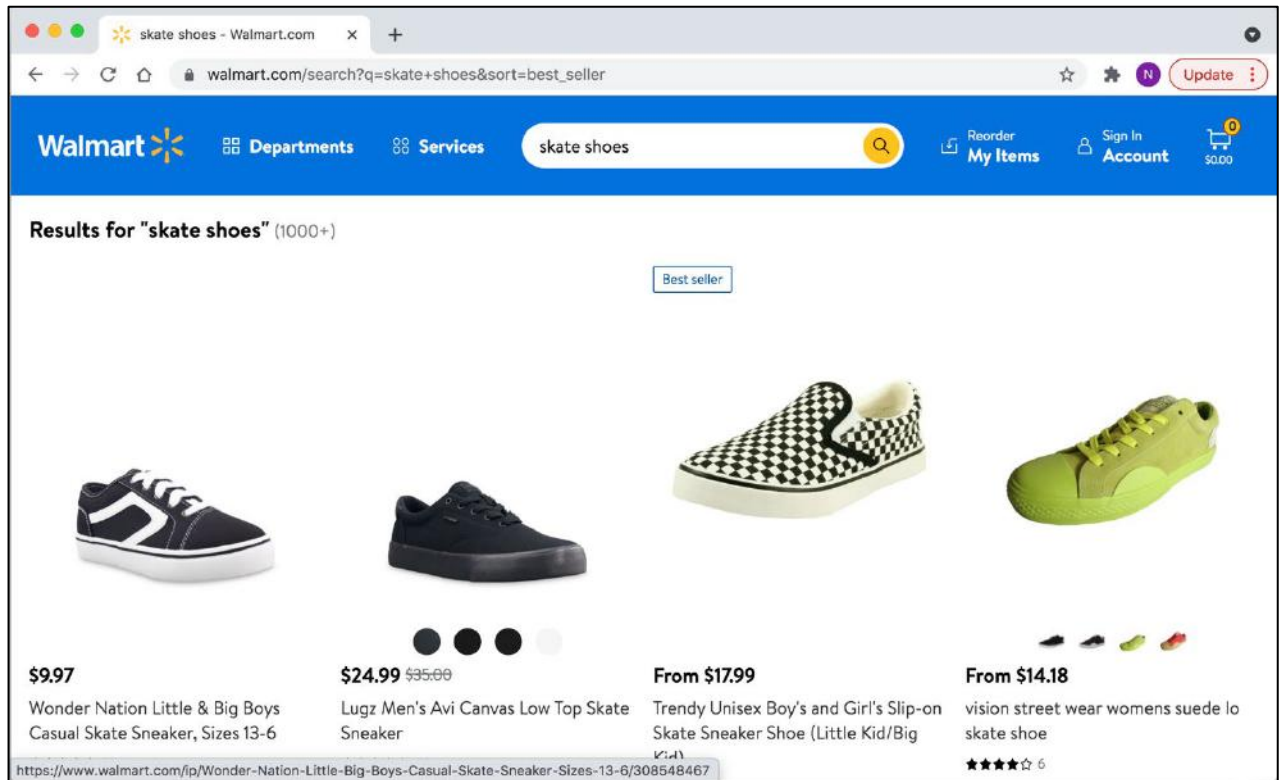 skate shoes - Walmart.com
walmart.com/search?q=skate+shoes&sort=best_seller
N
Update
Walmart
Departments
Services
skate shoes
Reorder
My Items
Sign In
Account
0
$0.00
Results for "skate shoes" (1000+)
Best seller
$9.97
Wonder Nation Little & Big Boys
Casual Skate Sneaker, Sizes 13-6
$24.99 $35.00
Lugz Men's Avi Canvas Low Top Skate
Sneaker
From $17.99
Trendy Unisex Boy's and Girl's Slip-on
Skate Sneaker Shoe (Little Kid/Big
Kid)
From $14.18
vision street wear womens suede lo
skate shoe
6
https://www.walmart.com/ip/Wonder-Nation-Little-Big-Boys-Casual-Skate-Sneaker-Sizes-13-6/308548467